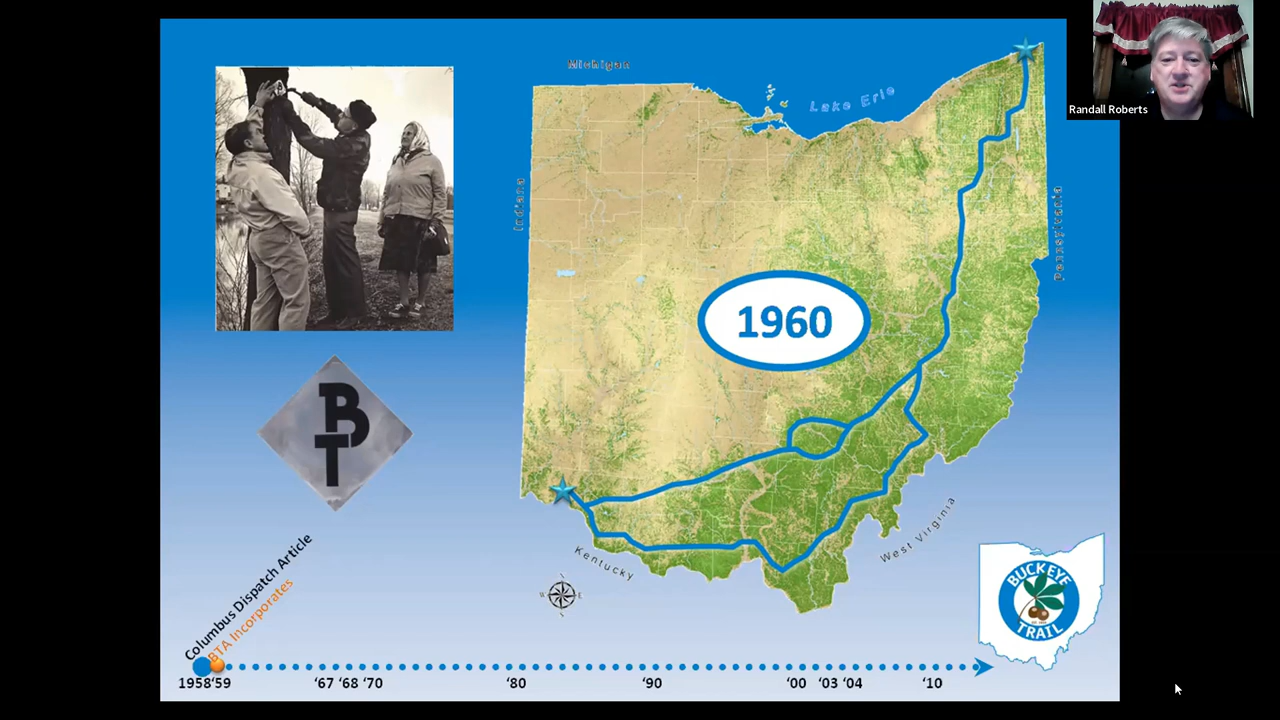 Michigan
Lake Erie
Randall Roberts
Indiana
Pennsylvania
1960
B
T
Kentucky
West Virginia
N
W E
S
Columbus Dispatch Article
BTA Incorporates
BUCKEYE
TRAIL
1958 '59 '67 '68 '70 '80 '90 '00 '03 '04 '10